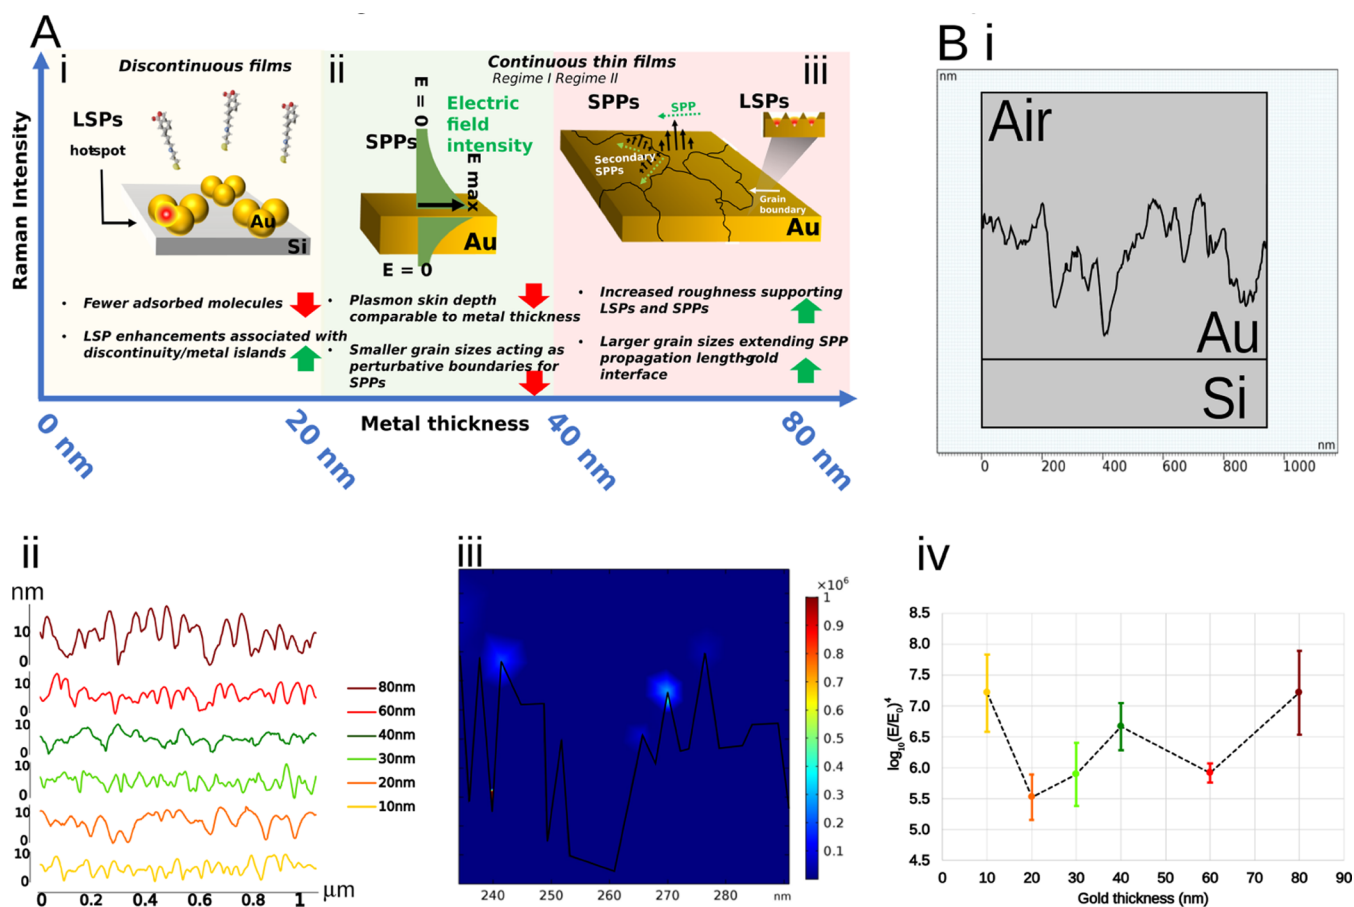 A
i
Discontinuous films
LSPs
hotspot
Au
Si
ii
E = 0
Electric
field
intensity
SPPs
E max
Au
E = 0
Continuous thin films
Regime I Regime II
iii
SPPs
SPP
LSPs
Secondary
SPPs
Grain
boundary
Au
• Fewer adsorbed molecules
• LSP enhancements associated with
discontinuity/metal islands
• Plasmon skin depth
comparable to metal thickness
• Smaller grain sizes acting as
perturbative boundaries for
SPPs
• Increased roughness supporting
LSPs and SPPs
• Larger grain sizes extending SPP
propagation length-gold
interface
Raman Intensity
Metal thickness
0 nm
20 nm
40 nm
80 nm
B i
nm
Air
Au
Si
nm
0 200 400 600 800 1000
ii
nm
10
0
10
0
10
0
10
0
10
0
10
0
0 0.2 0.4 0.6 0.8 1 μm
80nm
60nm
40nm
30nm
20nm
10nm
iii
×10⁶
1
0.9
0.8
0.7
0.6
0.5
0.4
0.3
0.2
0.1
240 250 260 270 280 nm
iv
log₁₀(E/E₀)⁴
8.5
8.0
7.5
7.0
6.5
6.0
5.5
5.0
4.5
0 10 20 30 40 50 60 70 80 90
Gold thickness (nm)